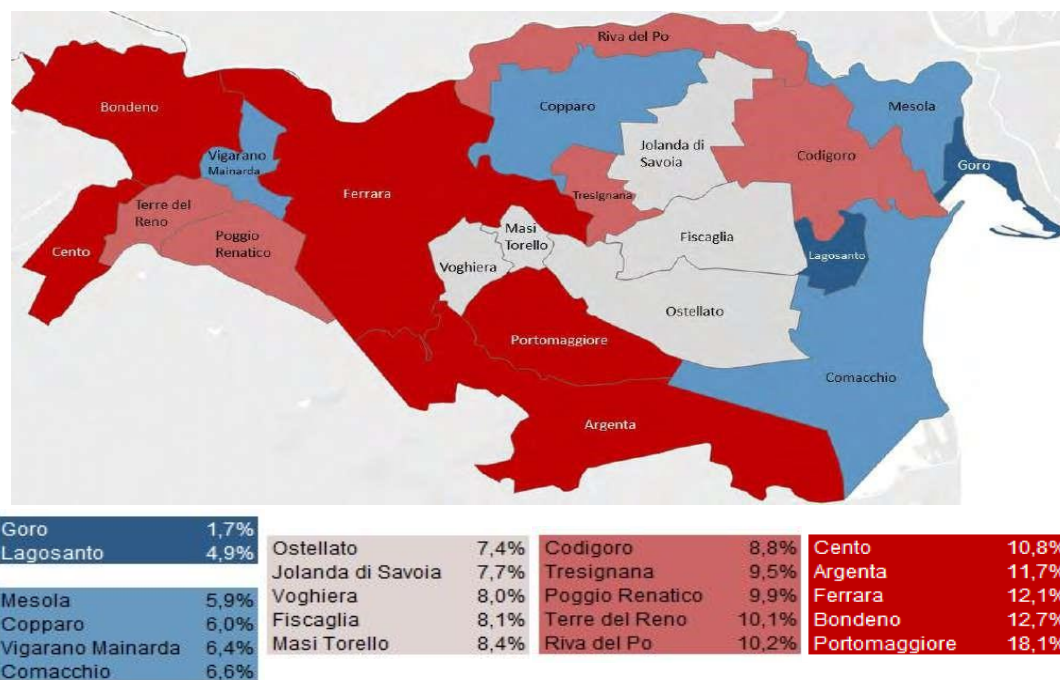 Riva del Po
Bondeno
Copparo
Mesola
Vigarano
Mainarda
Jolanda di
Savoia
Codigoro
Goro
Ferrara
Tresignana
Terre del
Reno
Poggio
Renatico
Cento
Masi
Torello
Fiscaglia
Voghiera
Lagosanto
Ostellato
Portomaggiore
Comacchio
Argenta
Goro 1,7%
Lagosanto 4,9%
Mesola 5,9%
Copparo 6,0%
Vigarano Mainarda 6,4%
Comacchio 6,6%
Ostellato 7,4%
Jolanda di Savoia 7,7%
Voghiera 8,0%
Fiscaglia 8,1%
Masi Torello 8,4%
Codigoro 8,8%
Tresignana 9,5%
Poggio Renatico 9,9%
Terre del Reno 10,1%
Riva del Po 10,2%
Cento 10,8%
Argenta 11,7%
Ferrara 12,1%
Bondeno 12,7%
Portomaggiore 18,1%